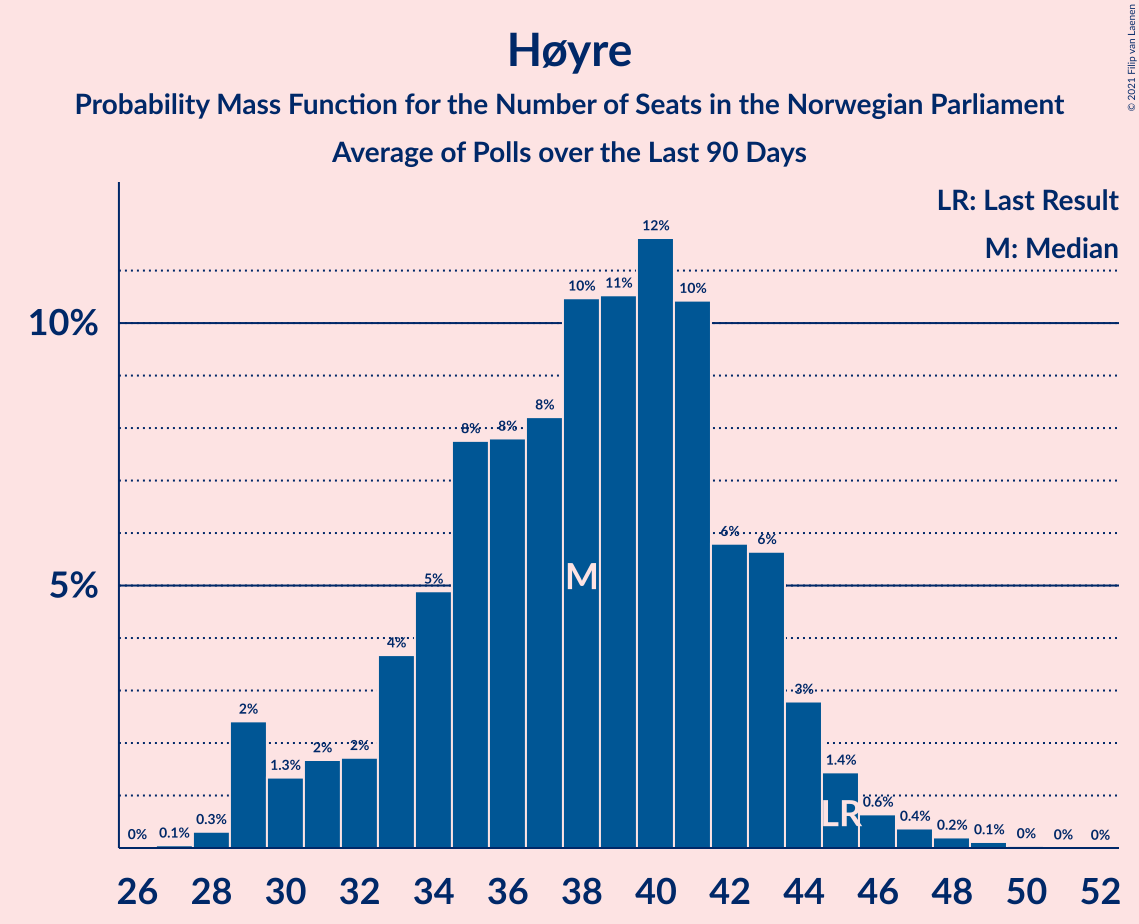 Høyre
Probability Mass Function for the Number of Seats in the Norwegian Parliament
Average of Polls over the Last 90 Days
© 2021 Filip van Laenen
LR: Last Result
M: Median
10%
5%
0% 0.1% 0.3% 2% 1.3% 2% 2% 4% 5% 8% 8% 8% 10% 11% 12% 10% 6% 6% 3% 1.4% 0.6% 0.4% 0.2% 0.1% 0% 0% 0%
M
LR
26 28 30 32 34 36 38 40 42 44 46 48 50 52